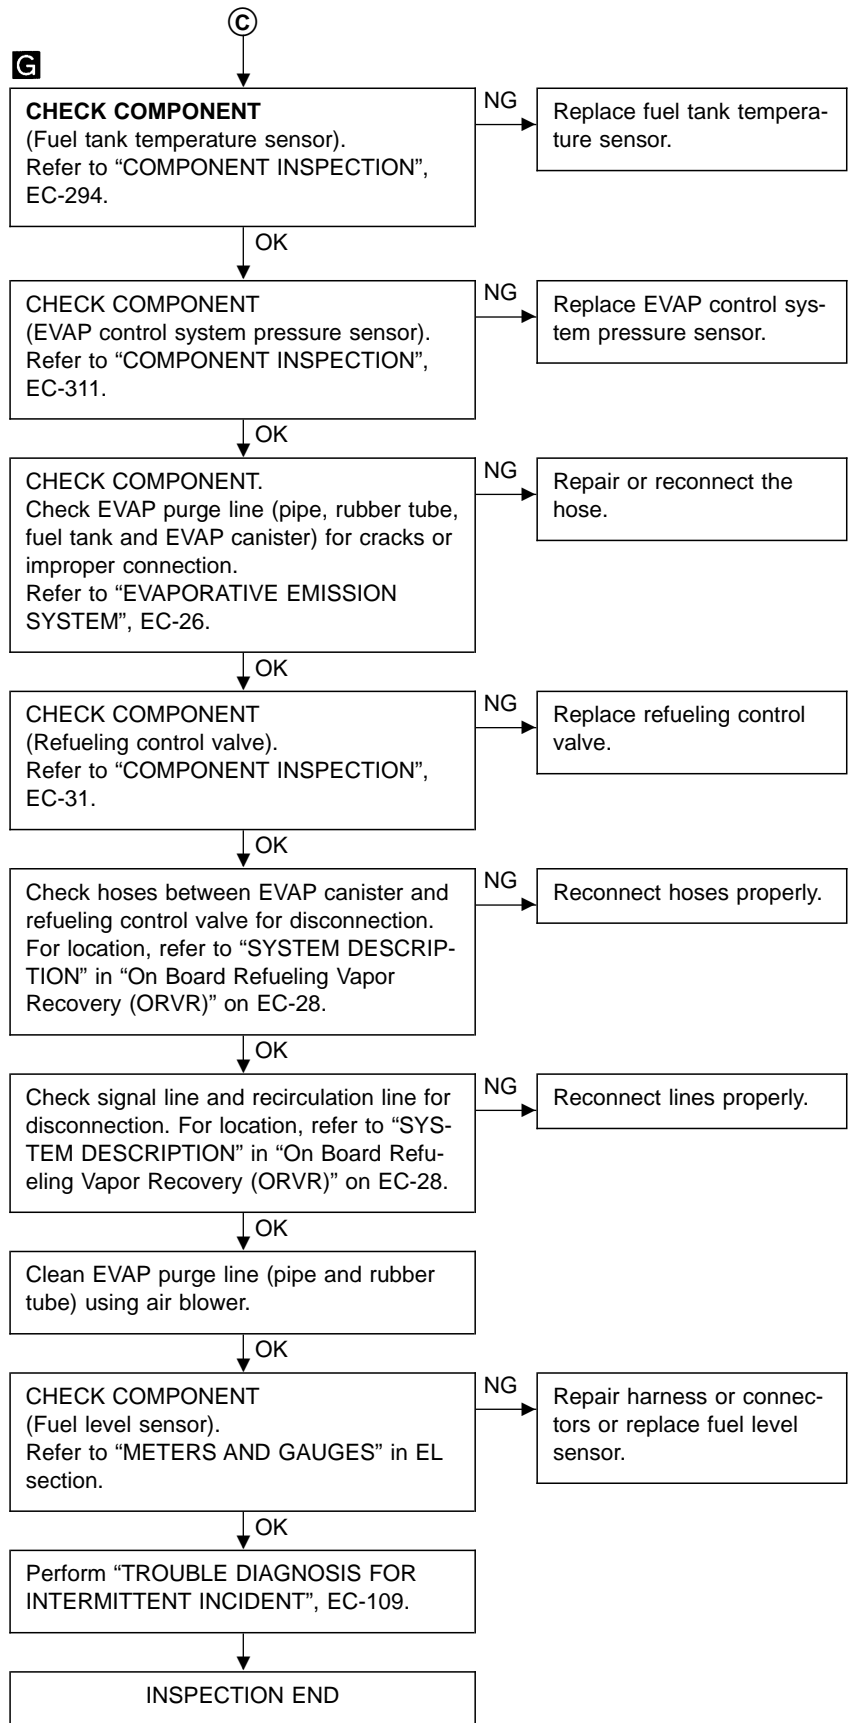 C
G
CHECK COMPONENT
(Fuel tank temperature sensor).
Refer to “COMPONENT INSPECTION”,
EC-294.
NG
Replace fuel tank tempera-
ture sensor.
OK
CHECK COMPONENT
(EVAP control system pressure sensor).
Refer to “COMPONENT INSPECTION”,
EC-311.
NG
Replace EVAP control sys-
tem pressure sensor.
OK
CHECK COMPONENT.
Check EVAP purge line (pipe, rubber tube,
fuel tank and EVAP canister) for cracks or
improper connection.
Refer to “EVAPORATIVE EMISSION
SYSTEM”, EC-26.
NG
Repair or reconnect the
hose.
OK
CHECK COMPONENT
(Refueling control valve).
Refer to “COMPONENT INSPECTION”,
EC-31.
NG
Replace refueling control
valve.
OK
Check hoses between EVAP canister and
refueling control valve for disconnection.
For location, refer to “SYSTEM DESCRIP-
TION” in “On Board Refueling Vapor
Recovery (ORVR)” on EC-28.
NG
Reconnect hoses properly.
OK
Check signal line and recirculation line for
disconnection. For location, refer to “SYS-
TEM DESCRIPTION” in “On Board Refu-
eling Vapor Recovery (ORVR)” on EC-28.
NG
Reconnect lines properly.
OK
Clean EVAP purge line (pipe and rubber
tube) using air blower.
OK
CHECK COMPONENT
(Fuel level sensor).
Refer to “METERS AND GAUGES” in EL
section.
NG
Repair harness or connec-
tors or replace fuel level
sensor.
OK
Perform “TROUBLE DIAGNOSIS FOR
INTERMITTENT INCIDENT”, EC-109.
INSPECTION END